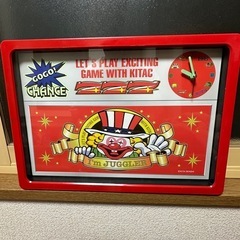 GOGO!
CHANCE
LET'S PLAY EXCITING
GAME WITH KITAC
I'm JUGGLER